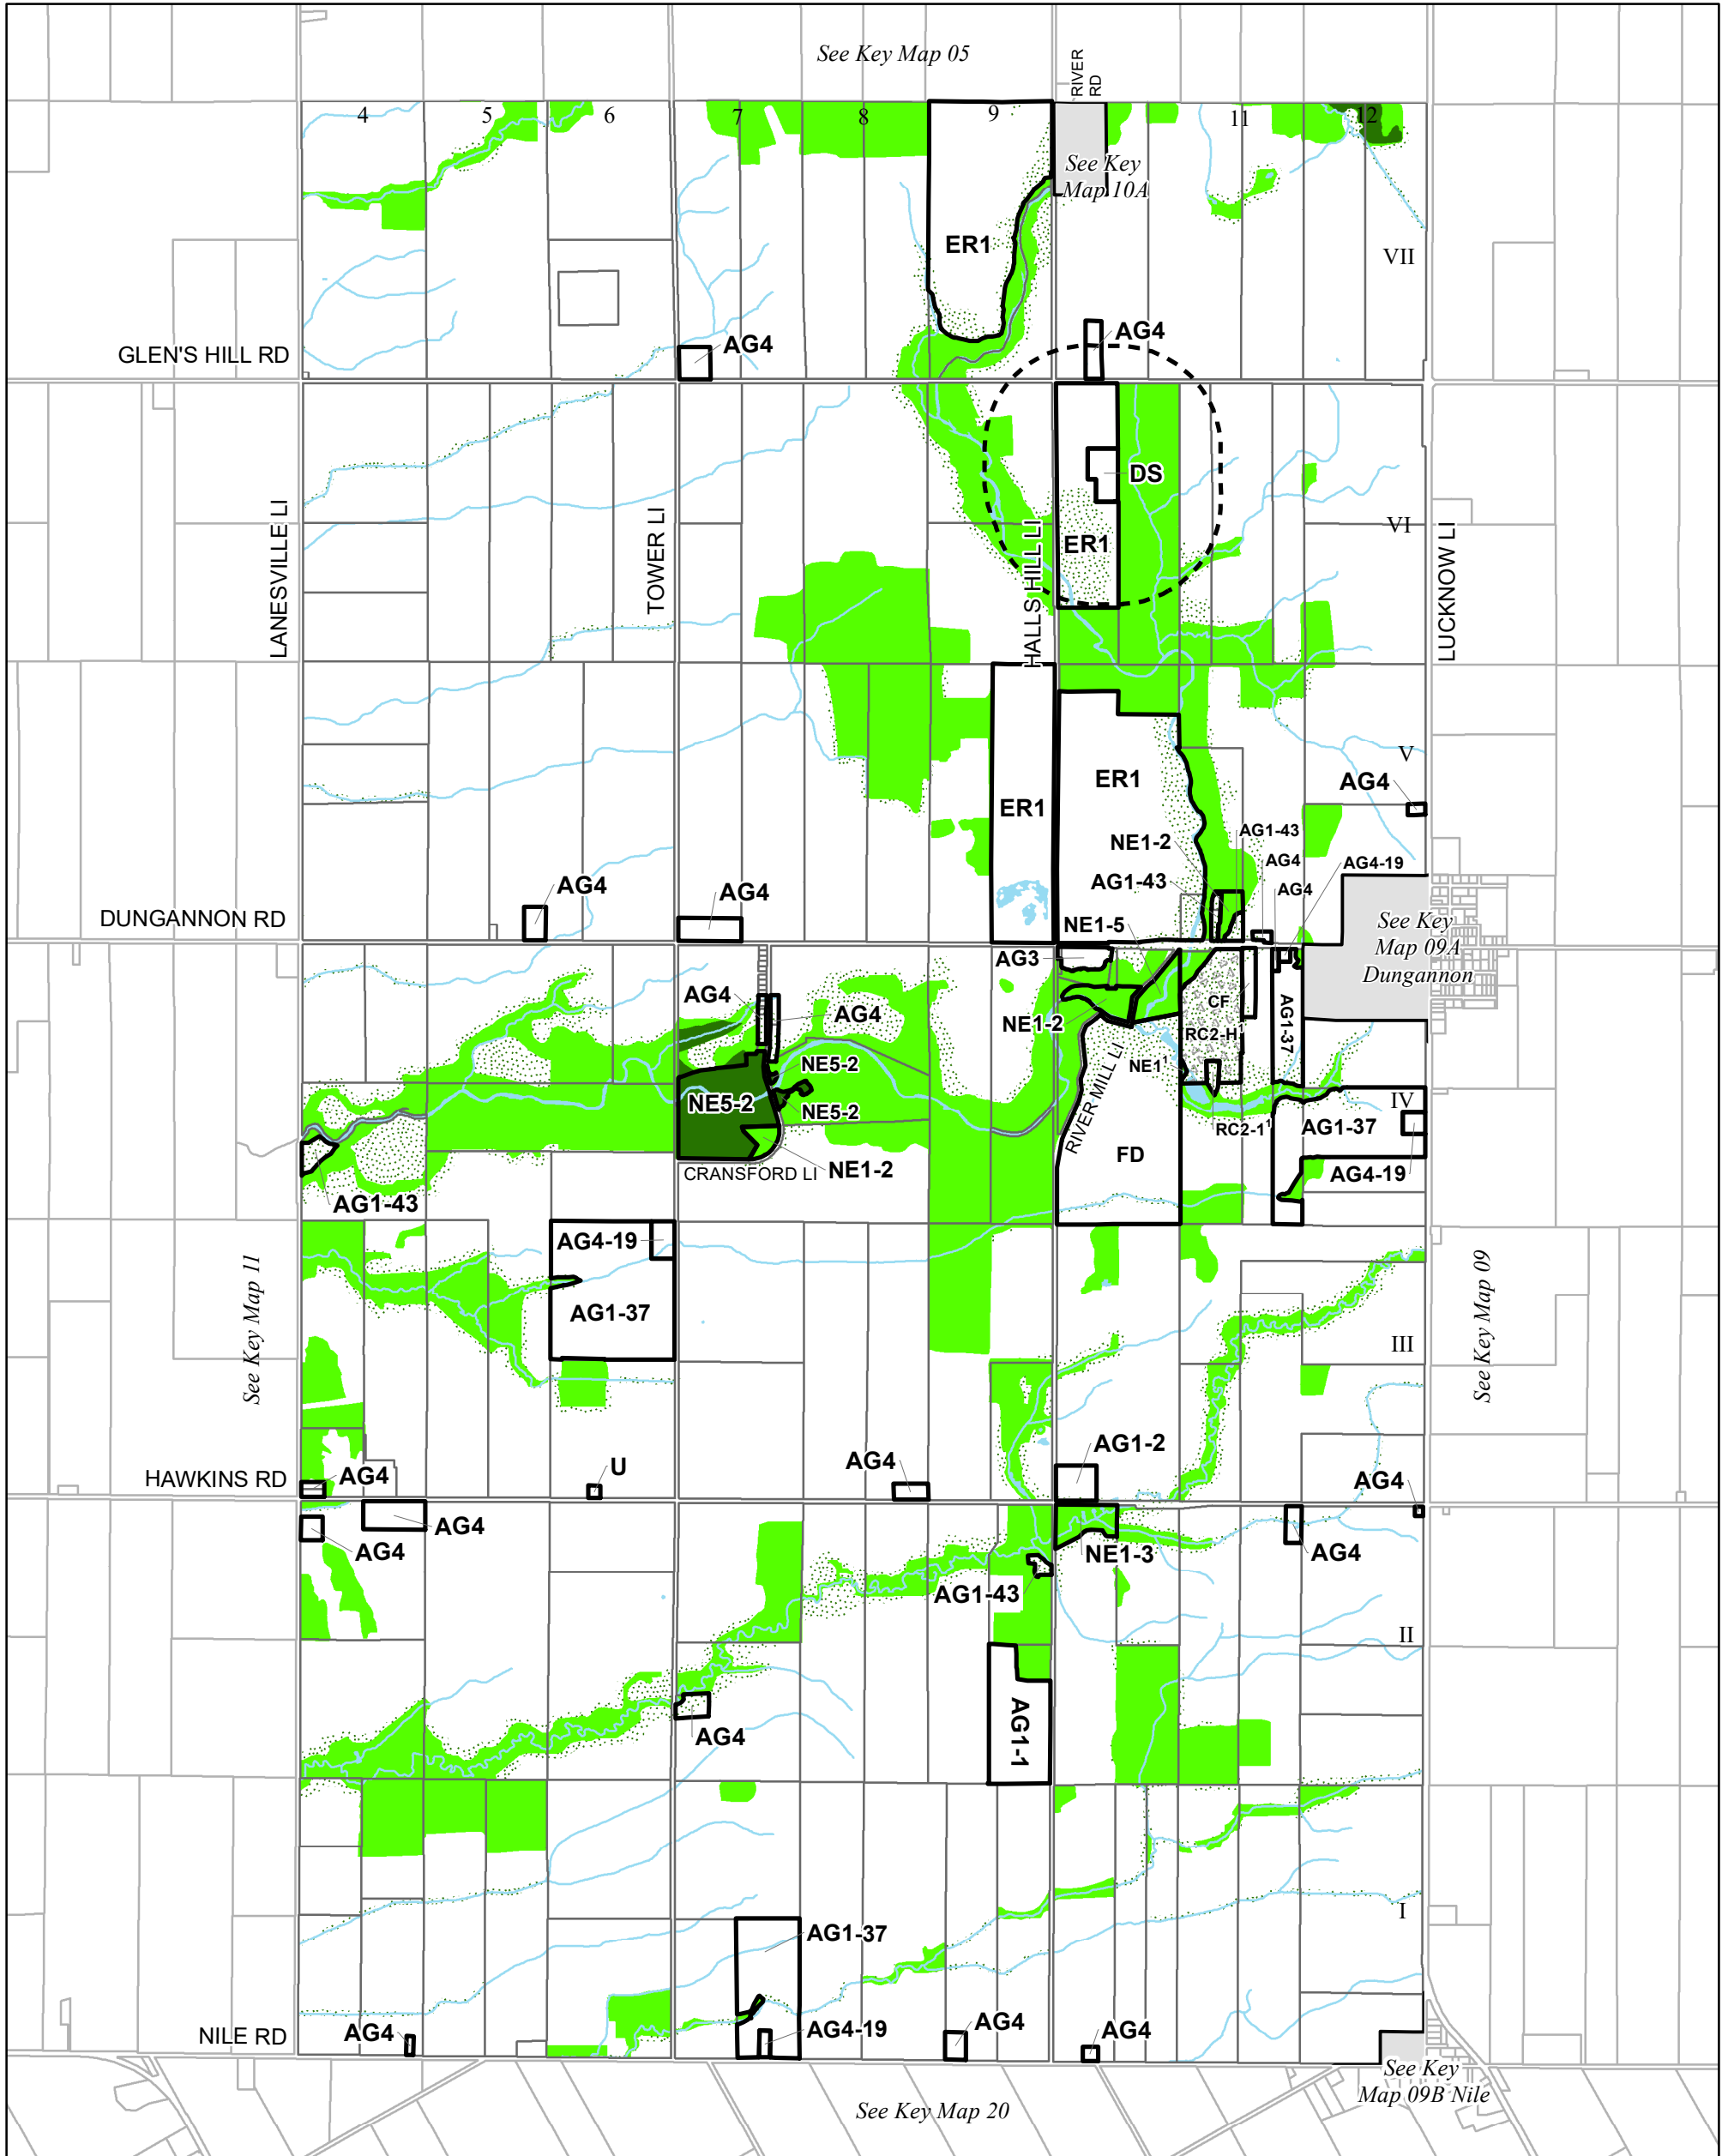 See Key Map 05
RIVER
RD
4
5
6
7
8
9
11
12
See Key
Map 10A
ER1
VII
GLEN'S HILL RD
AG4
AG4
DS
LANESVILLE LI
TOWER LI
HALLS HILL LI
VI
LUCKNOW LI
ER1
V
ER1
AG4
ER1
NE1-2
AG1-43
AG4
AG4-19
AG1-43
AG4
AG4
AG4
NE1-5
DUNGANNON RD
See Key
Map 09A
Dungannon
AG3
AG4
AG4
CF
NE1-2
RC2-H
AG1-37
NE5-2
NE1¹
RIVER MILL LI
NE5-2
NE5-2
IV
RC2-1¹
AG1-37
FD
CRANSFORD LI
NE1-2
AG4-19
AG1-43
AG4-19
See Key Map 11
See Key Map 09
AG1-37
III
AG1-2
HAWKINS RD
AG4
U
AG4
AG4
AG4
AG4
NE1-3
AG4
AG1-43
II
AG1-1
AG4
I
AG1-37
NILE RD
AG4
AG4-19
AG4
AG4
See Key
Map 09B Nile
See Key Map 20